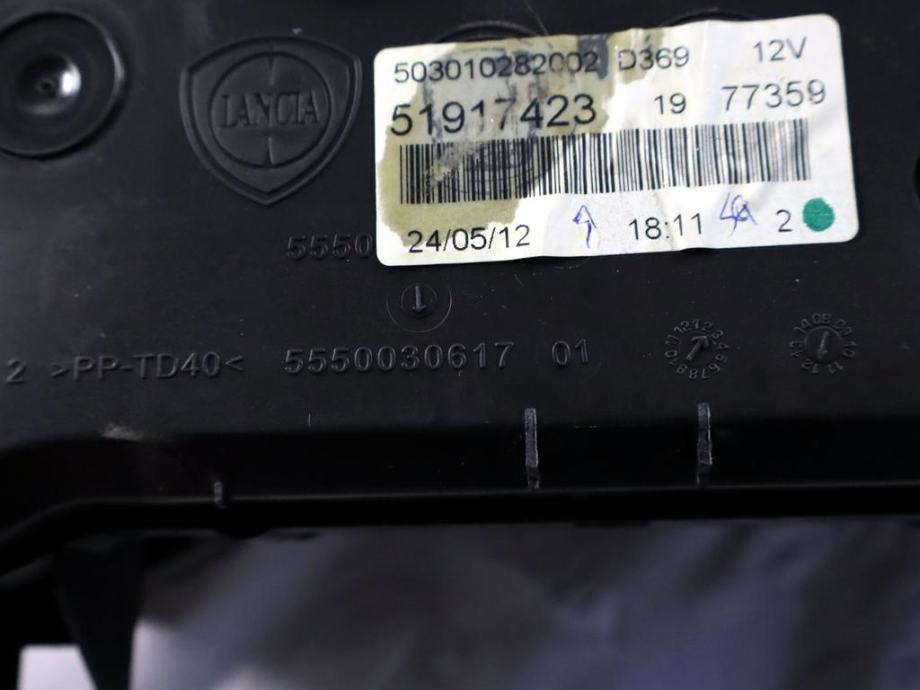 LANCIA
503010282002 D369 12V
51917423 19 77359
24/05/12 18:11 2
5550
2 >PP-TD40< 5550030617 01